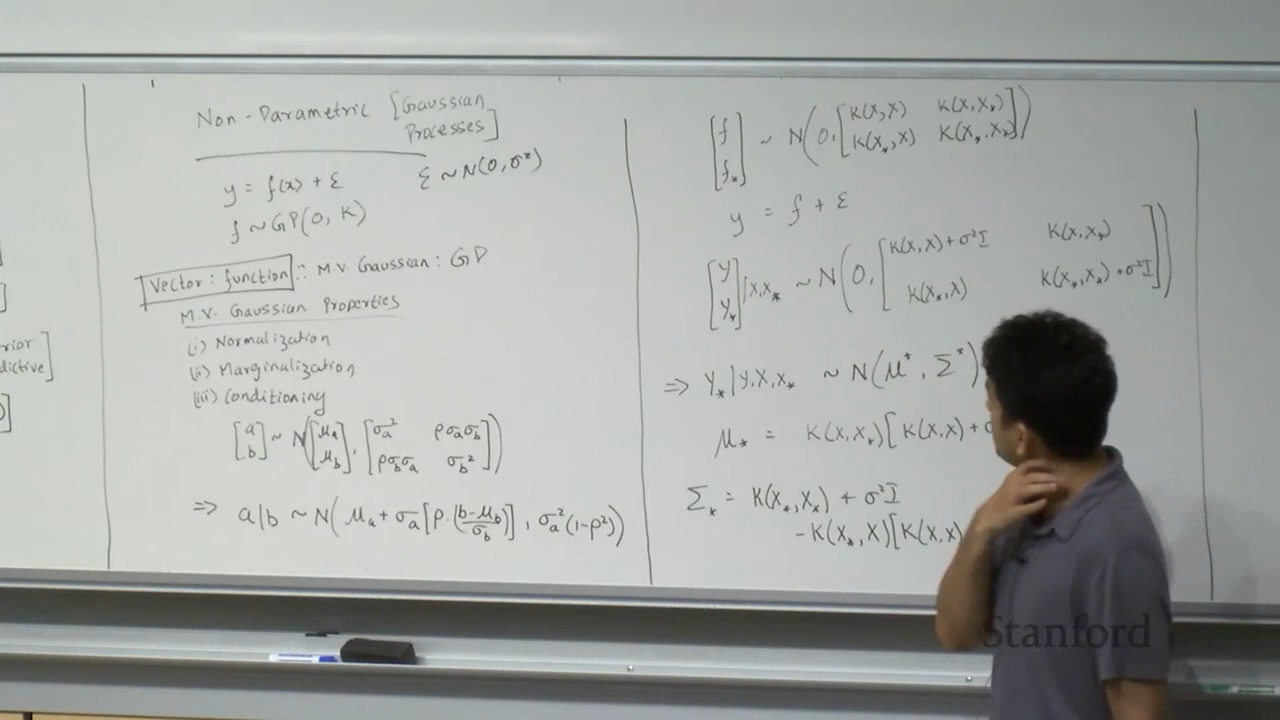 rior
dictive]
Non-Parametric [Gaussian Processes]
y = f(x) + ε    ε ~ N(0, σ²)
f ~ GP(0, K)
Vector : function :: M.V. Gaussian : GP
M.V. Gaussian Properties
(i) Normalization
(ii) Marginalization
(iii) Conditioning
[a b] ~ N([μa μb], [σa² ρσaσb ρσbσa σb²])
⇒ a|b ~ N(μa + σa[ρ·(b-μb)/σb], σa²(1-ρ²))
[f f*] ~ N(0, [K(X,X) K(X,X*) K(X*,X) K(X*,X*)])
y = f + ε
[y y*] | X,X* ~ N(0, [K(X,X)+σ²I K(X,X*) K(X*,X) K(X*,X*)+σ²I])
⇒ y*|y,X,X* ~ N(μ*, Σ*)
μ* = K(X,X*)[K(X,X)+
Σ* = K(X*,X*) + σ²I
-K(X*,X)[K(X,X)
Stanford